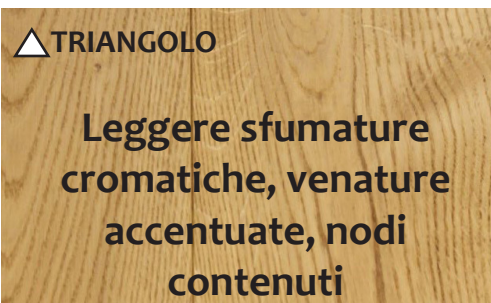 TRIANGOLO
Leggere sfumature
cromatiche, venature
accentuate, nodi
contenuti